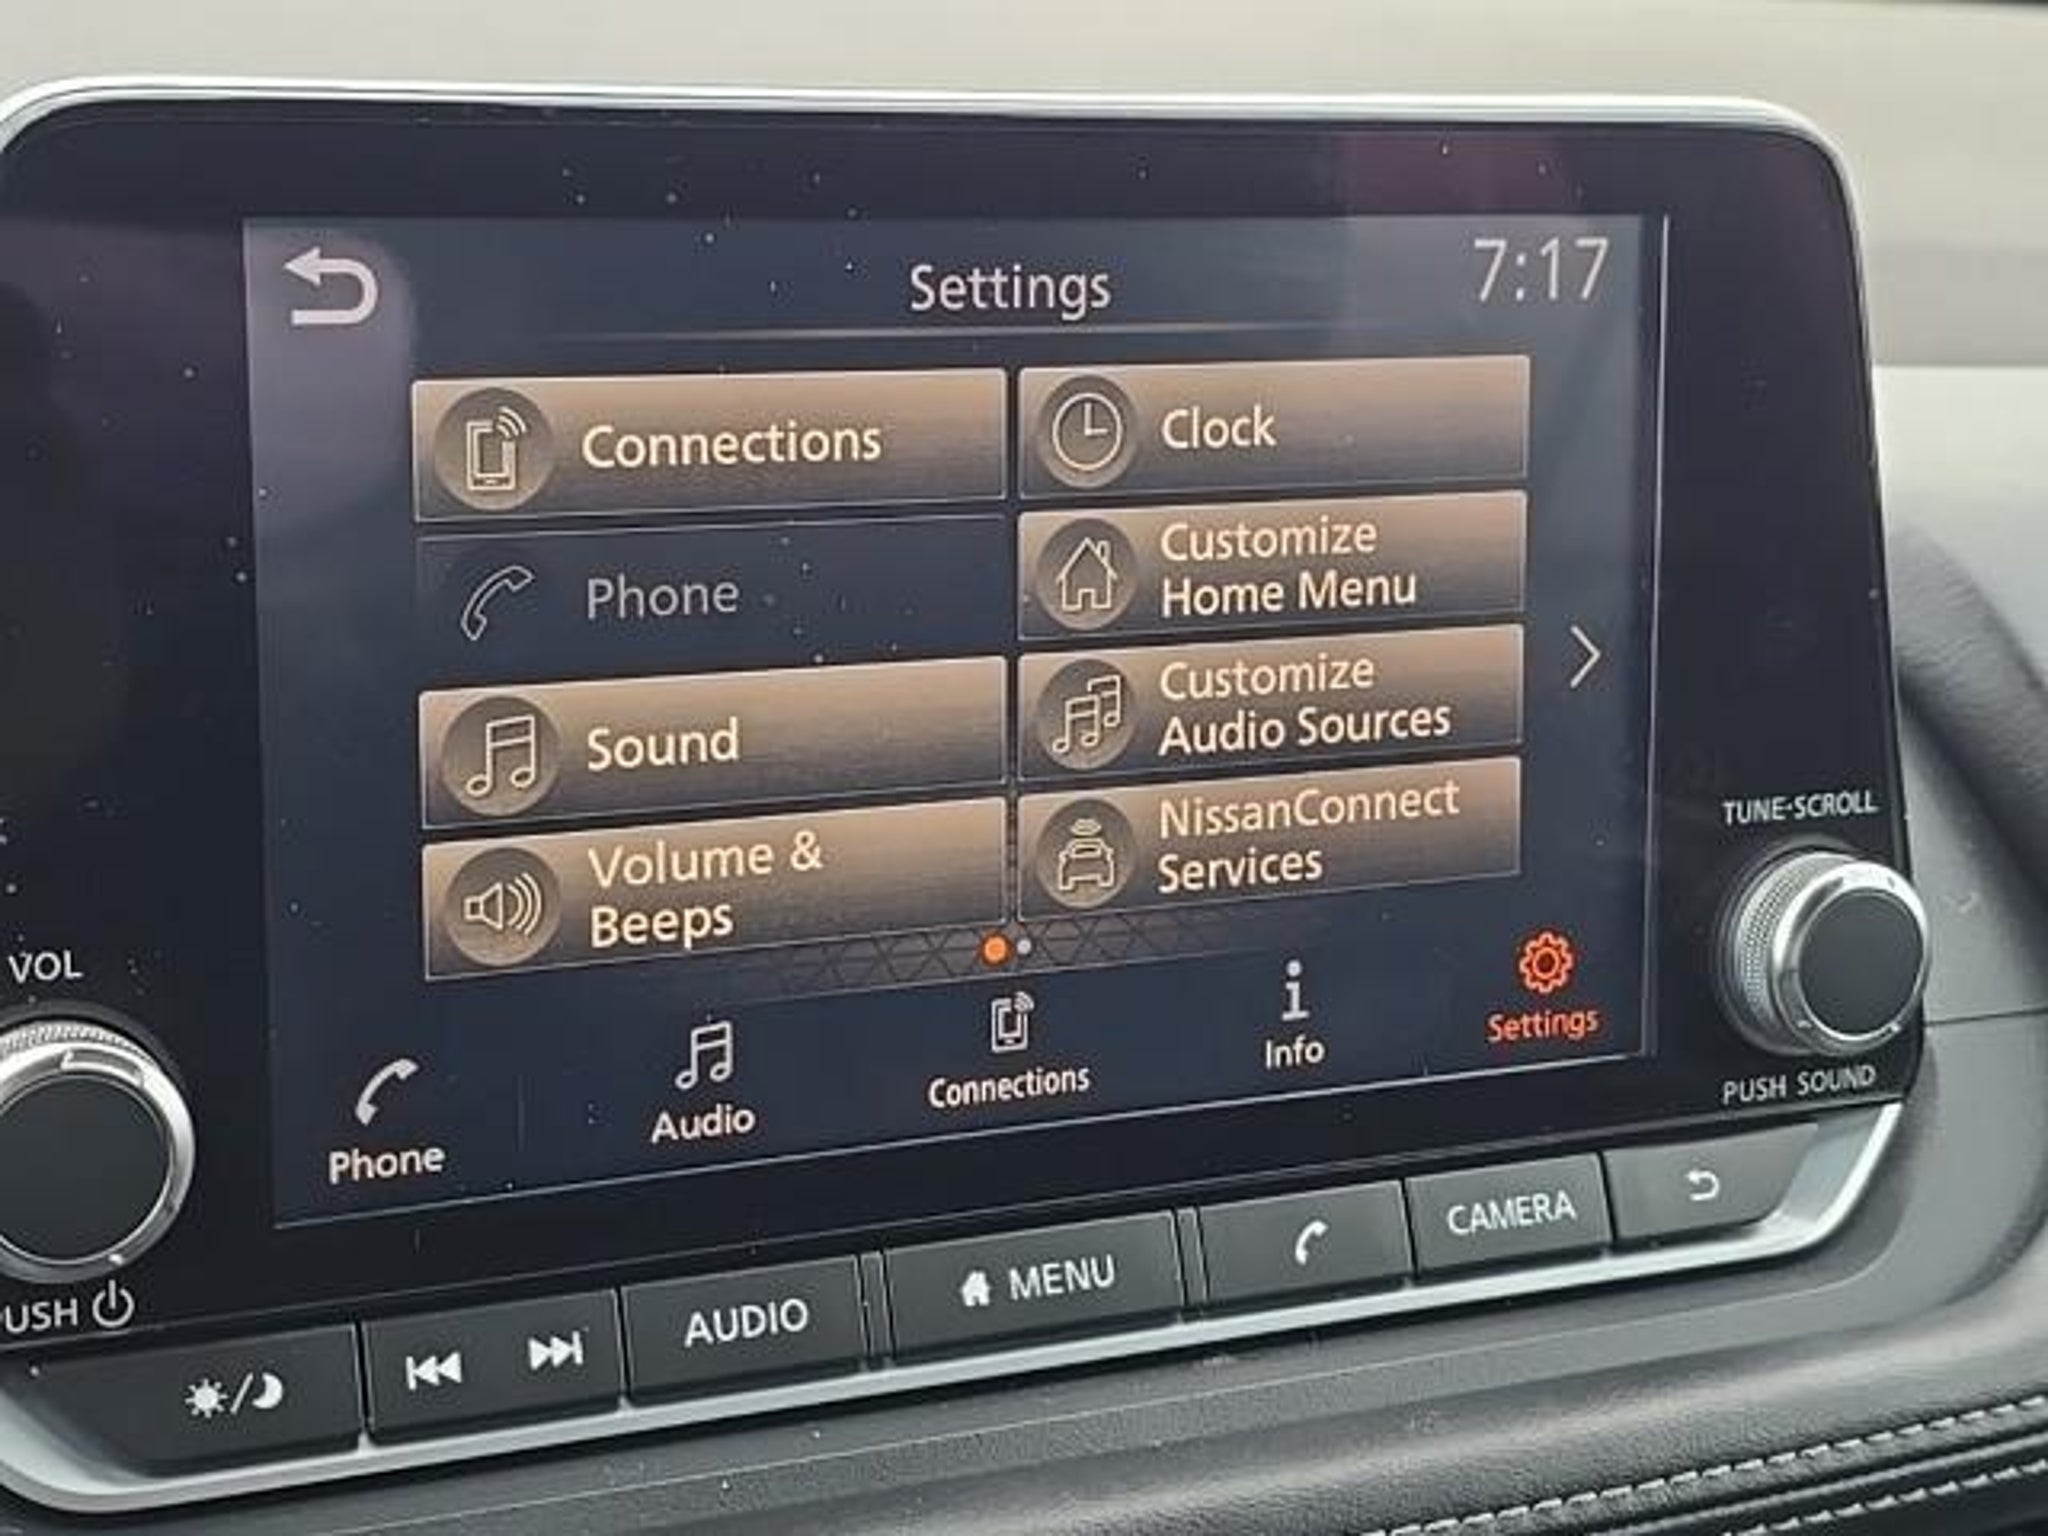 Settings
7:17
Connections
Clock
Phone
Customize
Home Menu
Sound
Customize
Audio Sources
Volume &
Beeps
NissanConnect
Services
Phone
Audio
Connections
Info
Settings
VOL
TUNE·SCROLL
PUSH SOUND
AUDIO
MENU
CAMERA